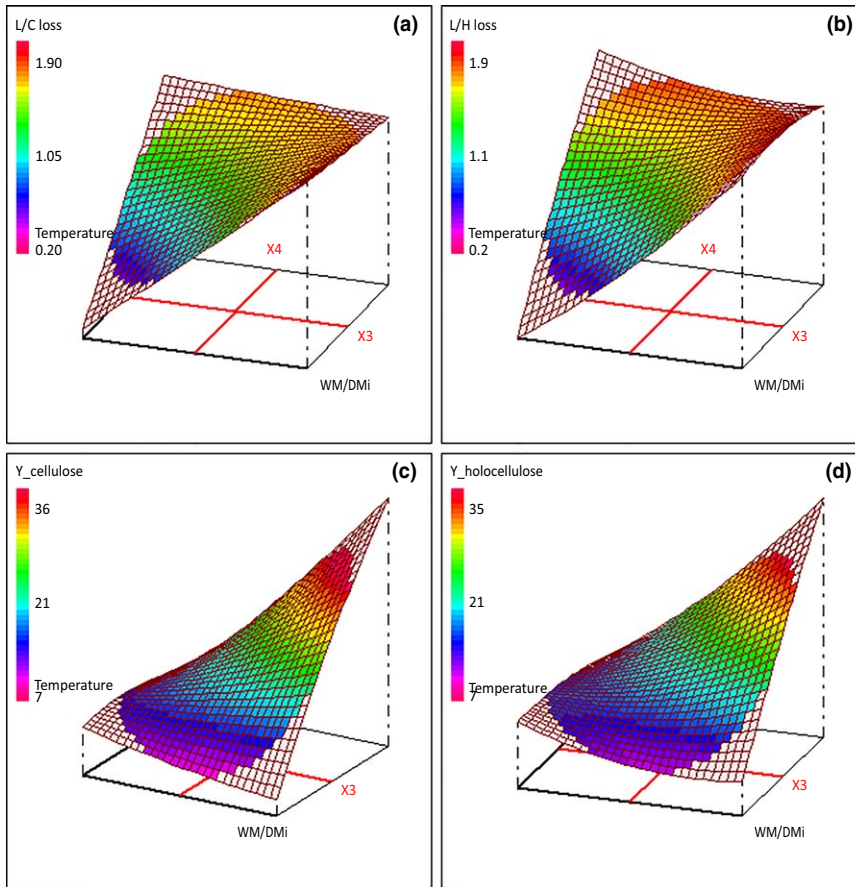 L/C loss
(a)
1.90
1.05
Temperature
0.20
X4
X3
WM/DMi
L/H loss
(b)
1.9
1.1
Temperature
0.2
X4
X3
WM/DMi
Y_cellulose
(c)
36
21
Temperature
7
X3
WM/DMi
Y_holocellulose
(d)
35
21
Temperature
7
X3
WM/DMi